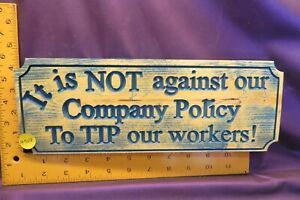 It is NOT against our
Company Policy
To TIP our workers!